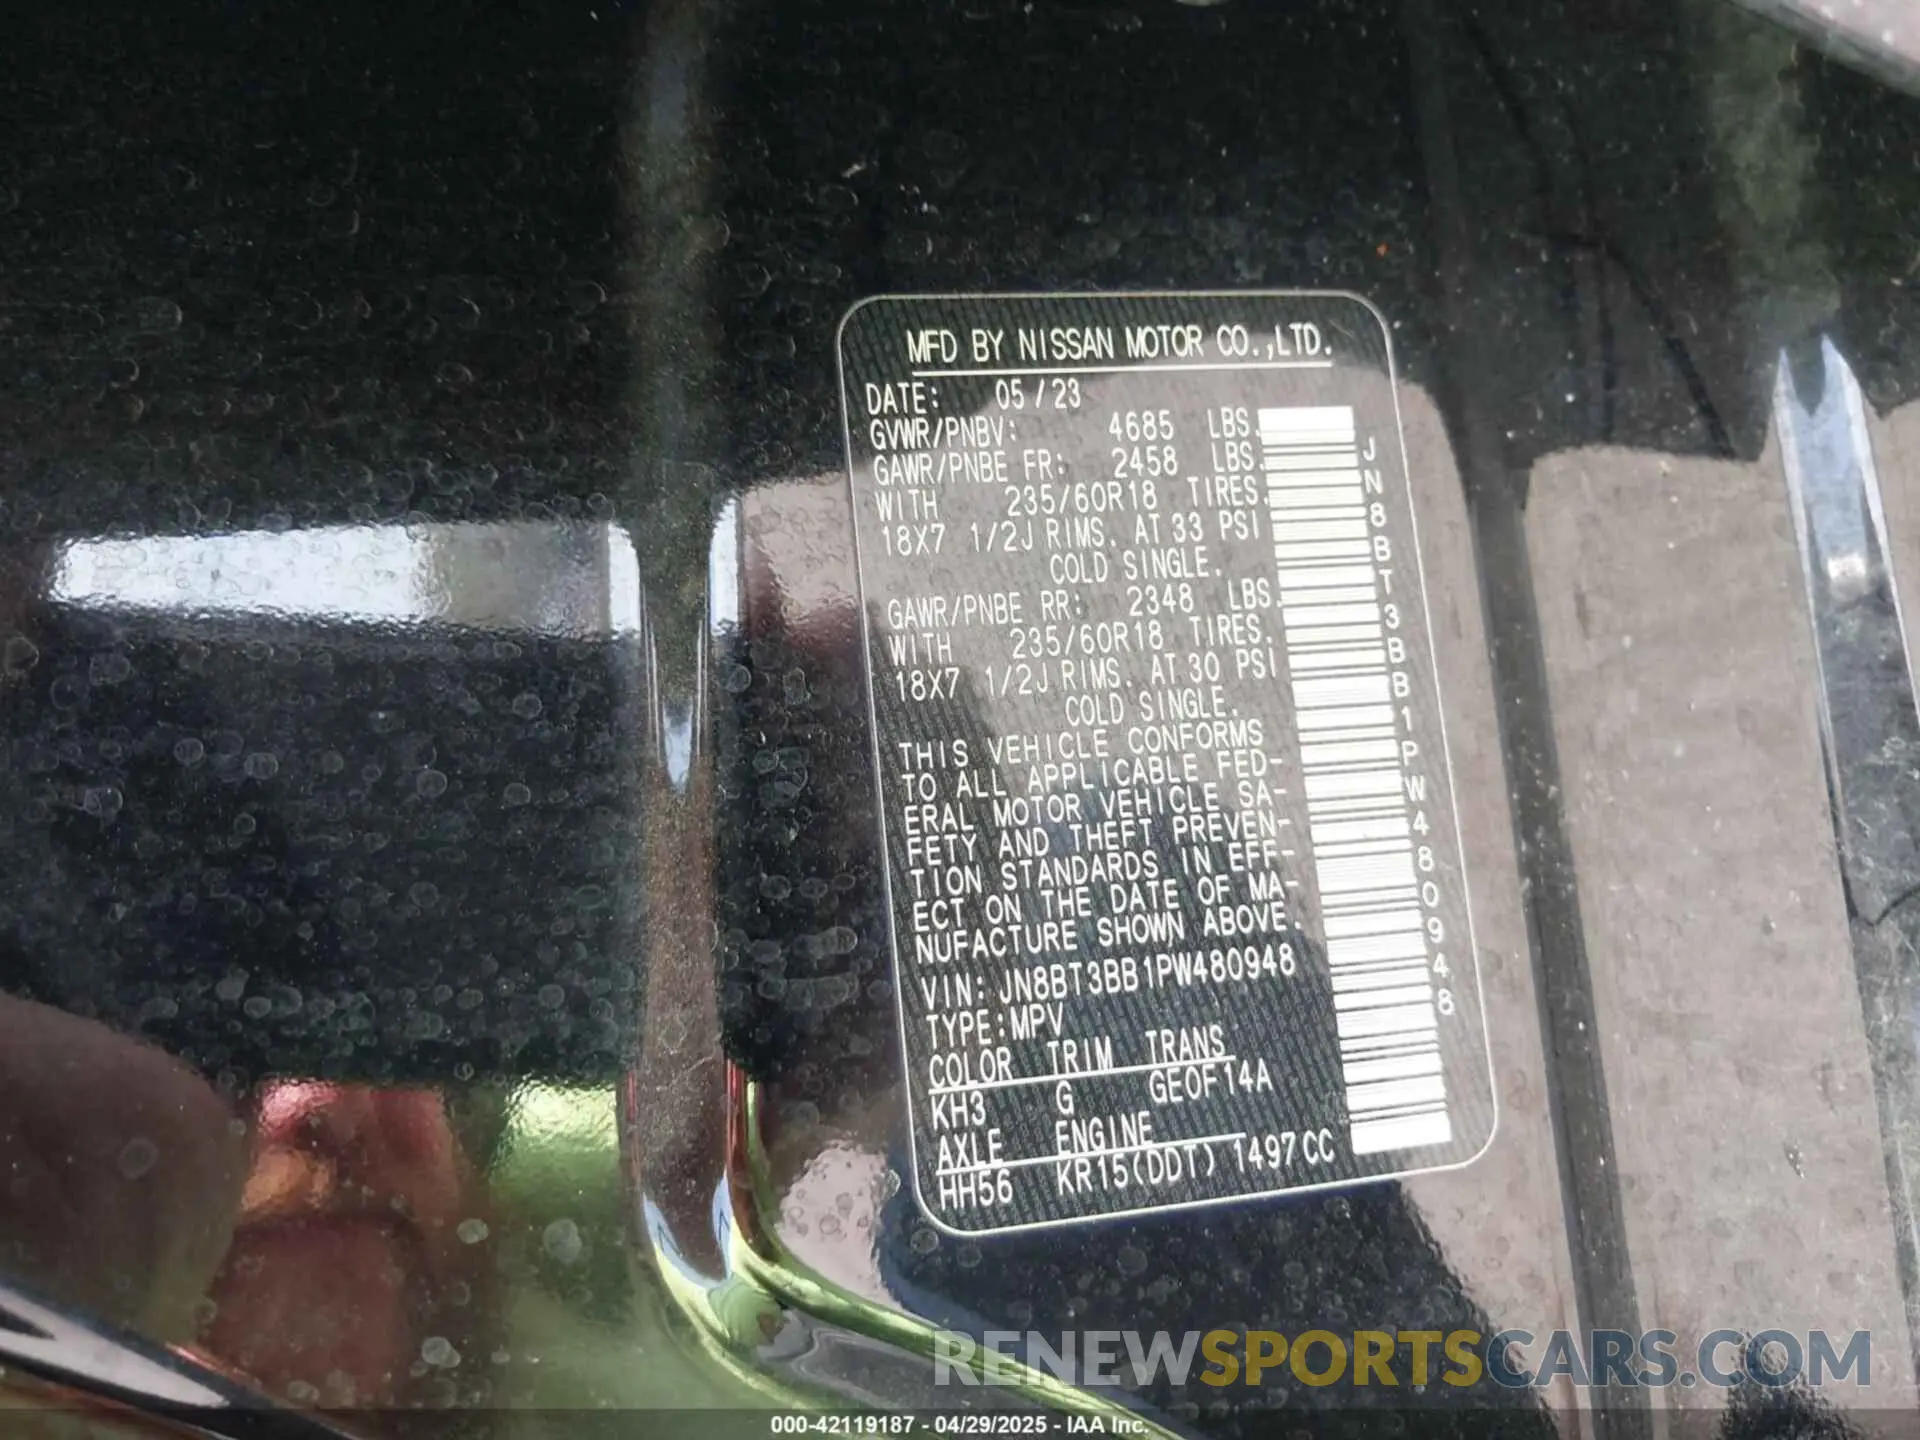 MFD BY NISSAN MOTOR CO.,LTD.
DATE: 05/23
GVWR/PNBV: 4685 LBS.
GAWR/PNBE FR: 2458 LBS.
WITH 235/60R18 TIRES.
18X7 1/2J RIMS. AT 33 PSI
COLD SINGLE.
GAWR/PNBE RR: 2348 LBS.
WITH 235/60R18 TIRES.
18X7 1/2J RIMS. AT 30 PSI
COLD SINGLE.
THIS VEHICLE CONFORMS
TO ALL APPLICABLE FED-
ERAL MOTOR VEHICLE SA-
FETY AND THEFT PREVEN-
TION STANDARDS IN EFF-
ECT ON THE DATE OF MA-
NUFACTURE SHOWN ABOVE.
VIN: JN8BT3BB1PW480948
TYPE:MPV
COLOR TRIM TRANS
KH3 G GE0F14A
AXLE ENGINE
HH56 KR15(DDT) 1497CC
JN8BT3BB1PW480948
RENEWSPORTSCARS.COM
000-42119187 - 04/29/2025 - IAA Inc.